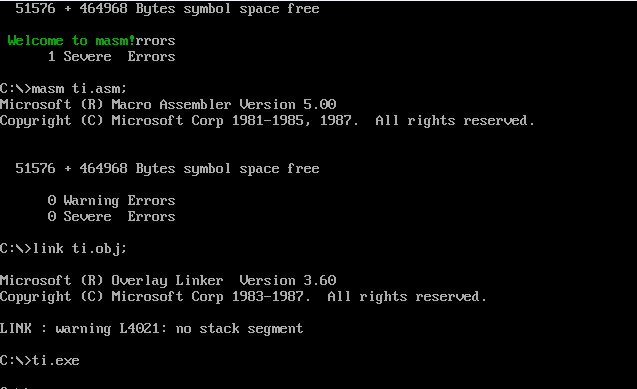 51576 + 464968 Bytes symbol space free
Welcome to masm!rrors
1 Severe Errors
C:\>masm ti.asm;
Microsoft (R) Macro Assembler Version 5.00
Copyright (C) Microsoft Corp 1981-1985, 1987. All rights reserved.
51576 + 464968 Bytes symbol space free
0 Warning Errors
0 Severe Errors
C:\>link ti.obj;
Microsoft (R) Overlay Linker Version 3.60
Copyright (C) Microsoft Corp 1983-1987. All rights reserved.
LINK : warning L4021: no stack segment
C:\>ti.exe